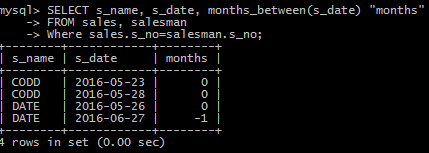 mysql> SELECT s_name, s_date, months_between(s_date) "months"
    -> FROM sales, salesman
    -> Where sales.s_no=salesman.s_no;
+--------+------------+--------+
| s_name | s_date     | months |
+--------+------------+--------+
| CODD   | 2016-05-23 |      0 |
| CODD   | 2016-05-28 |      0 |
| DATE   | 2016-05-26 |      0 |
| DATE   | 2016-06-27 |     -1 |
+--------+------------+--------+
4 rows in set (0.00 sec)